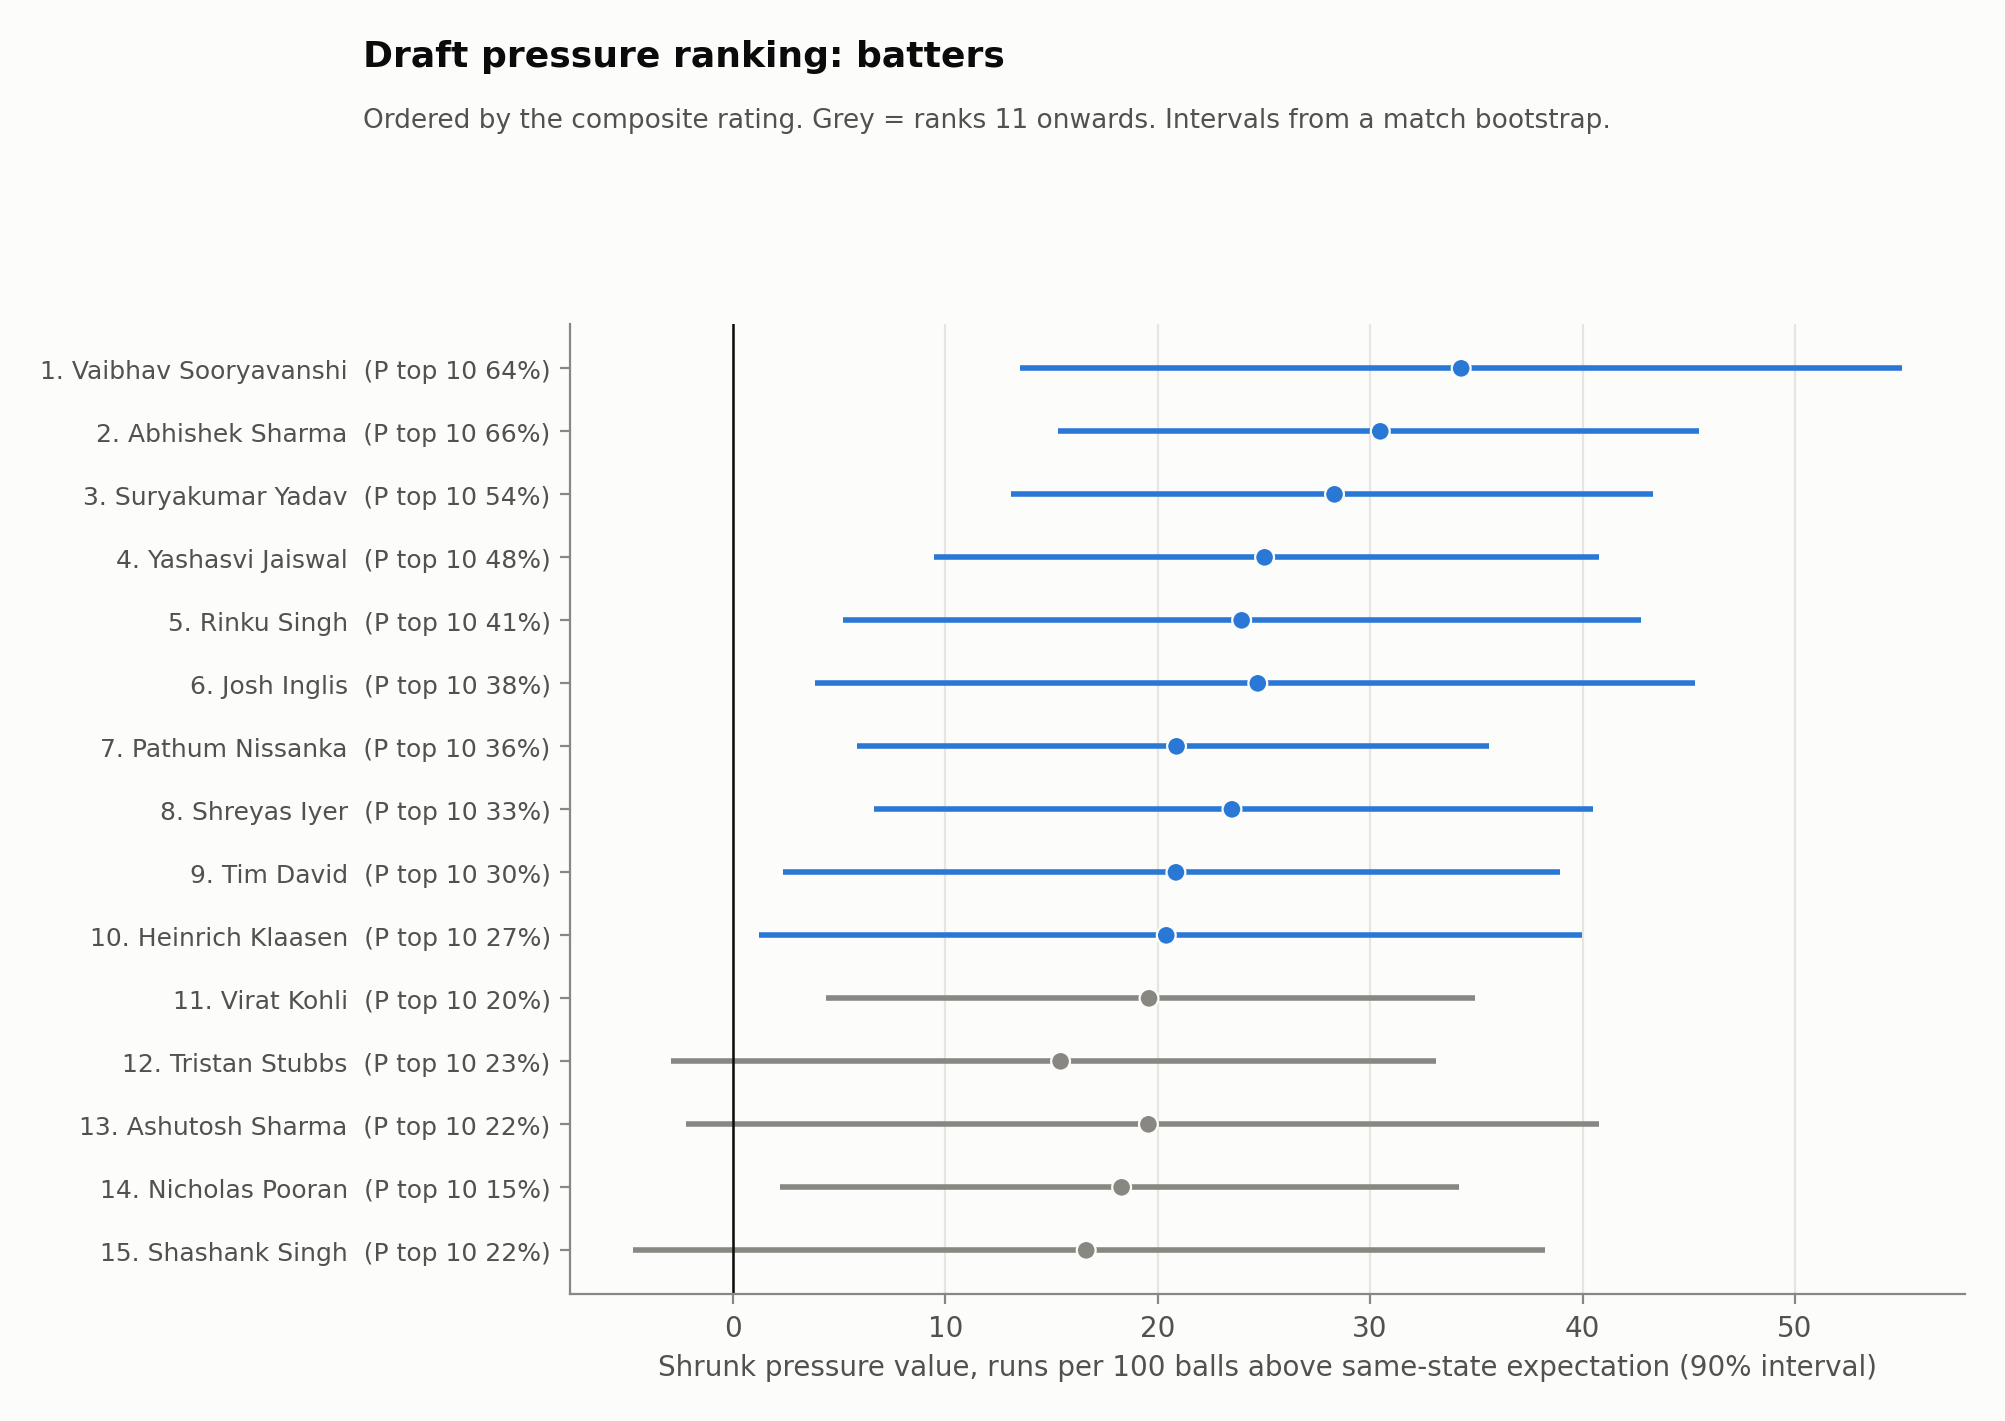 Draft pressure ranking: batters
Ordered by the composite rating. Grey = ranks 11 onwards. Intervals from a match bootstrap.
1. Vaibhav Sooryavanshi (P top 10 64%)
2. Abhishek Sharma (P top 10 66%)
3. Suryakumar Yadav (P top 10 54%)
4. Yashasvi Jaiswal (P top 10 48%)
5. Rinku Singh (P top 10 41%)
6. Josh Inglis (P top 10 38%)
7. Pathum Nissanka (P top 10 36%)
8. Shreyas Iyer (P top 10 33%)
9. Tim David (P top 10 30%)
10. Heinrich Klaasen (P top 10 27%)
11. Virat Kohli (P top 10 20%)
12. Tristan Stubbs (P top 10 23%)
13. Ashutosh Sharma (P top 10 22%)
14. Nicholas Pooran (P top 10 15%)
15. Shashank Singh (P top 10 22%)
0 10 20 30 40 50
Shrunk pressure value, runs per 100 balls above same-state expectation (90% interval)